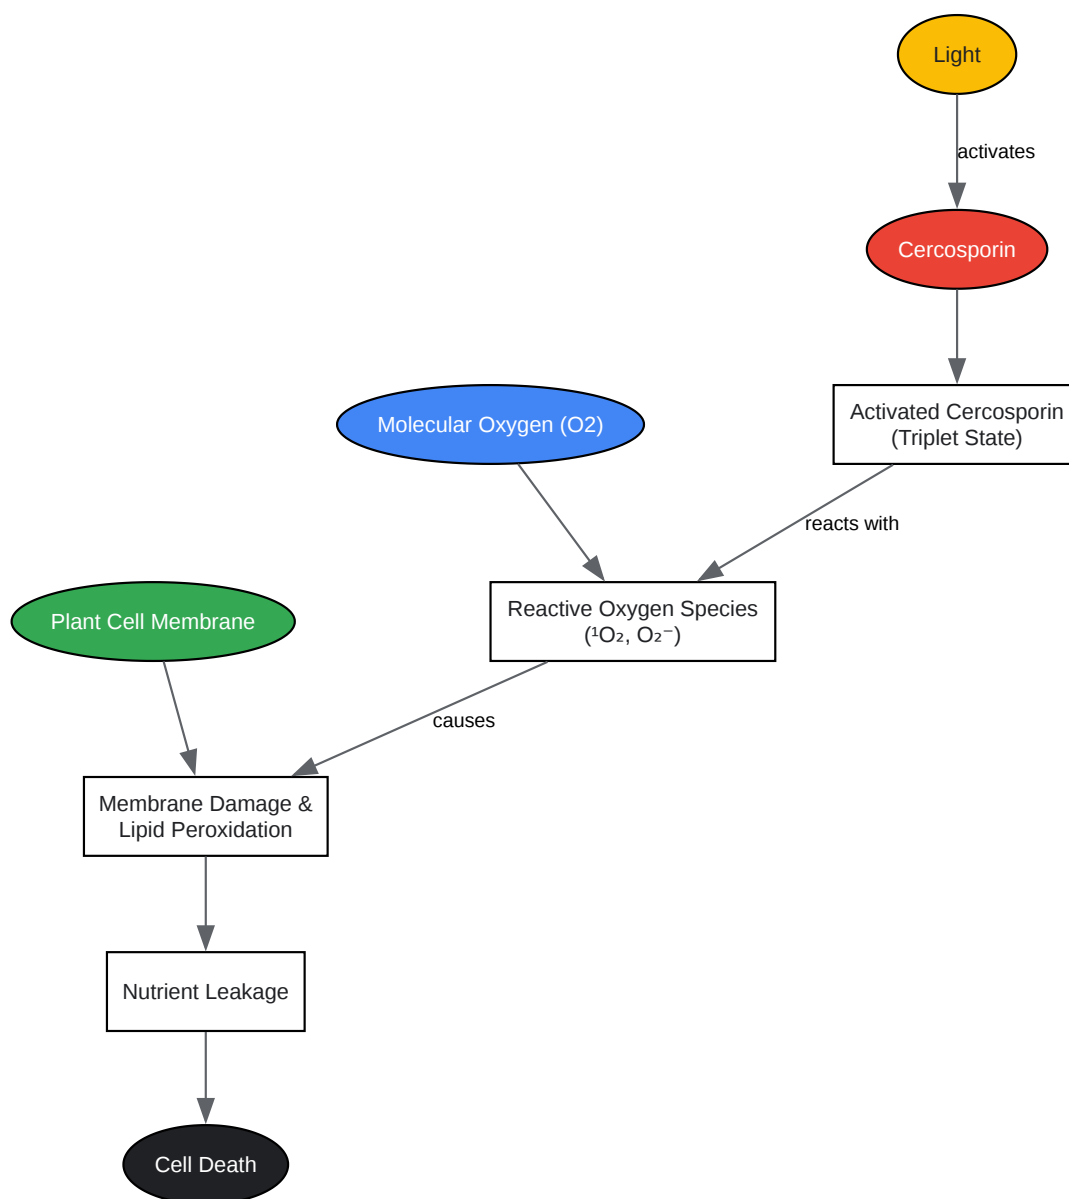 Light
activates
Cercosporin
Activated Cercosporin
(Triplet State)
Molecular Oxygen (O2)
reacts with
Reactive Oxygen Species
(¹O₂, O₂⁻)
Plant Cell Membrane
causes
Membrane Damage &
Lipid Peroxidation
Nutrient Leakage
Cell Death